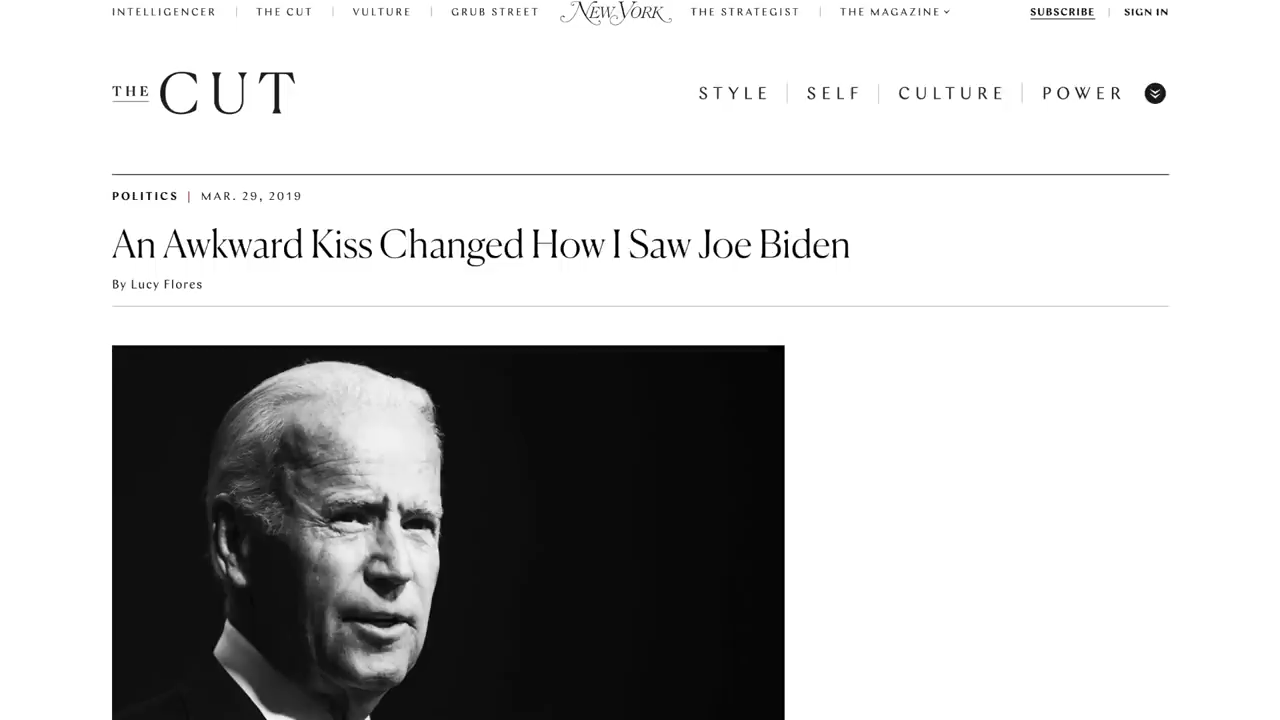 INTELLIGENCER | THE CUT | VULTURE | GRUB STREET NEW YORK THE STRATEGIST | THE MAGAZINE SUBSCRIBE | SIGN IN
THE CUT STYLE | SELF | CULTURE | POWER
POLITICS | MAR. 29, 2019
An Awkward Kiss Changed How I Saw Joe Biden
By Lucy Flores